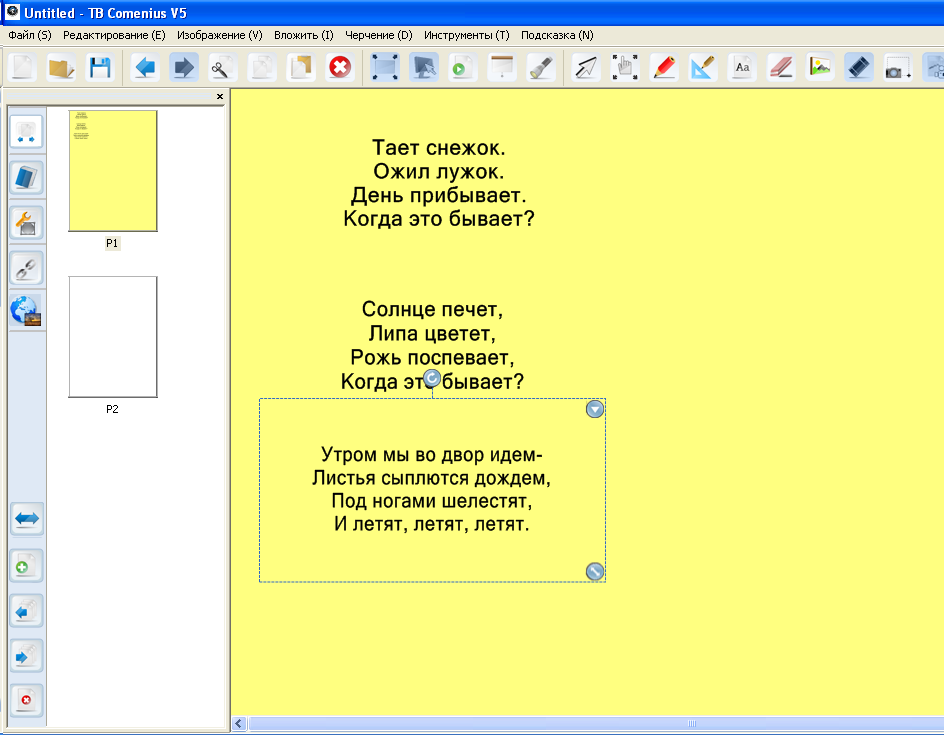 Untitled - TB Comenius V5
Файл (S) Редактирование (E) Изображение (V) Вложить (I) Черчение (D) Инструменты (T) Подсказка (N)
Aa
P1
P2
Тает снежок.
Ожил лужок.
День прибывает.
Когда это бывает?
Солнце печет,
Липа цветет,
Рожь поспевает,
Когда это бывает?
Утром мы во двор идем-
Листья сыплются дождем,
Под ногами шелестят,
И летят, летят, летят.